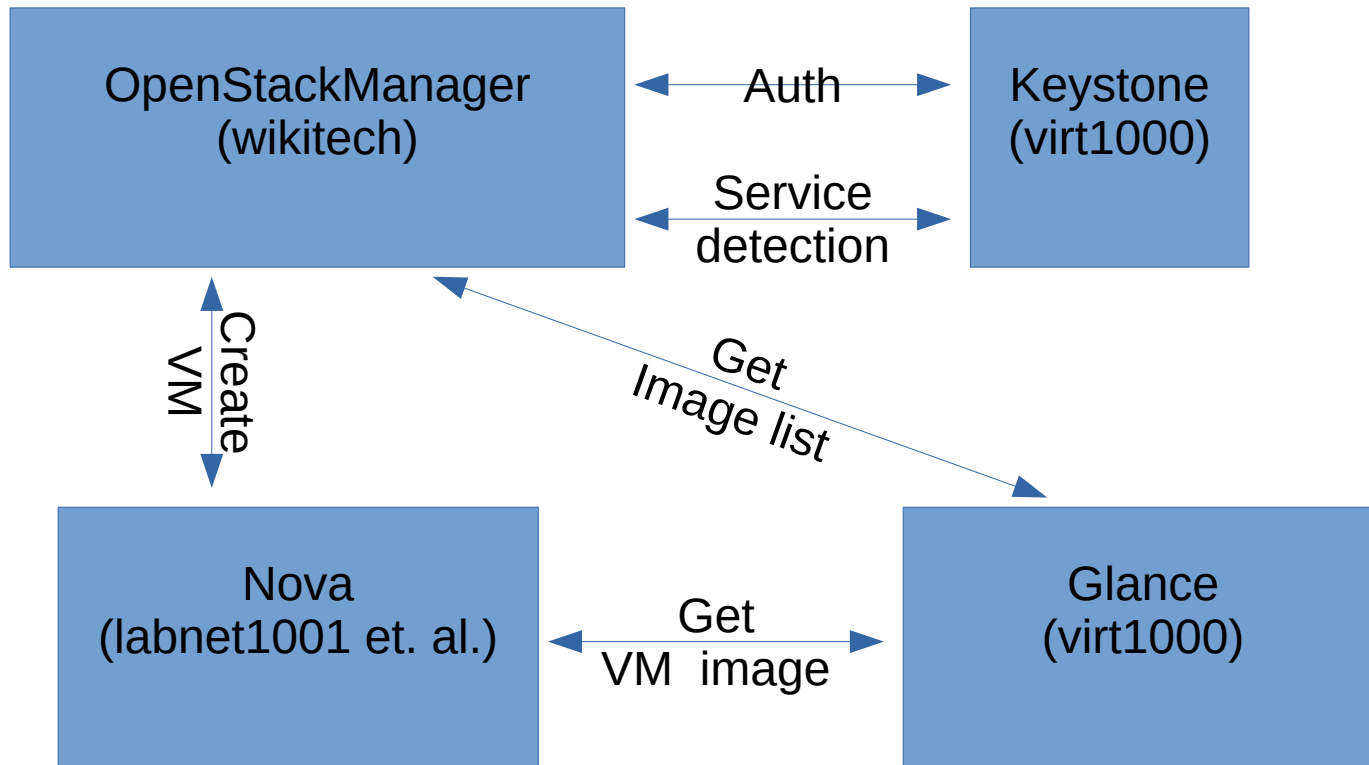 OpenStackManager
(wikitech)
Auth
Keystone
(virt1000)
Service
detection
Create
VM
Get
Image list
Nova
(labnet1001 et. al.)
Get
VM  image
Glance
(virt1000)